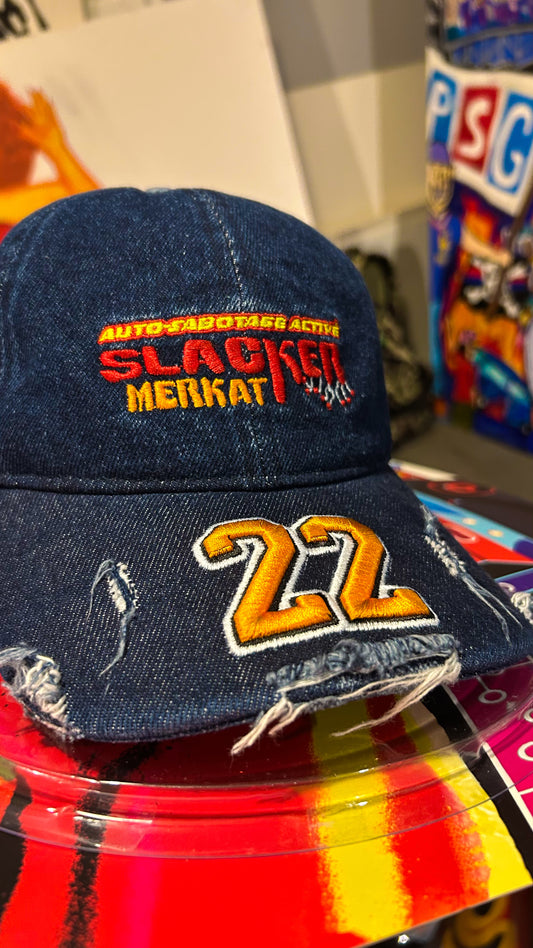 PSG
AUTO-SABOTAGE ACTIVE
SLACKER
MERKAT
22